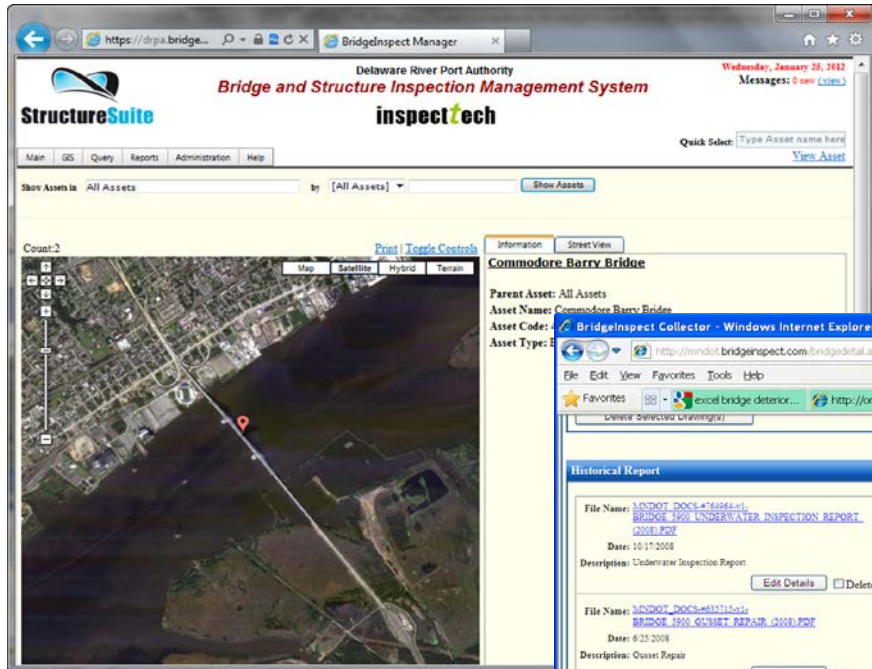 https://drpa.bridge...
BridgeInspect Manager
Delaware River Port Authority
Bridge and Structure Inspection Management System
StructureSuite
inspecttech
Wednesday, January 25, 2012
Messages: 0 new (view)
Quick Select: Type Asset name here
View Asset
Main GIS Query Reports Administration Help
Show Assets in All Assets by [All Assets] Show Assets
Count:2
Print | Toggle Controls
Map Satellite Hybrid Terrain
Information Street View
Commodore Barry Bridge
Parent Asset: All Assets
Asset Name: Commodore Barry Bridge
Asset Code:
Asset Type:
BridgeInspect Collector - Windows Internet Explorer
http://mndot.bridgeinspect.com/bridgedetail.a
File Edit View Favorites Tools Help
Favorites excel bridge deterior... http://or
Delete Selected Drawing(s)
Historical Report
File Name: MNDOT_DOCS-#764964-v1-
BRIDGE_5900_UNDERWATER_INSPECTION_REPORT_
(2008).PDF
Date: 10/17/2008
Description: Underwater Inspection Report
Edit Details Delete
File Name: MNDOT_DOCS-#635715-v1-
BRIDGE_5900_GUSSET_REPAIR_(2008).PDF
Date: 6/25/2008
Description: Gusset Repair